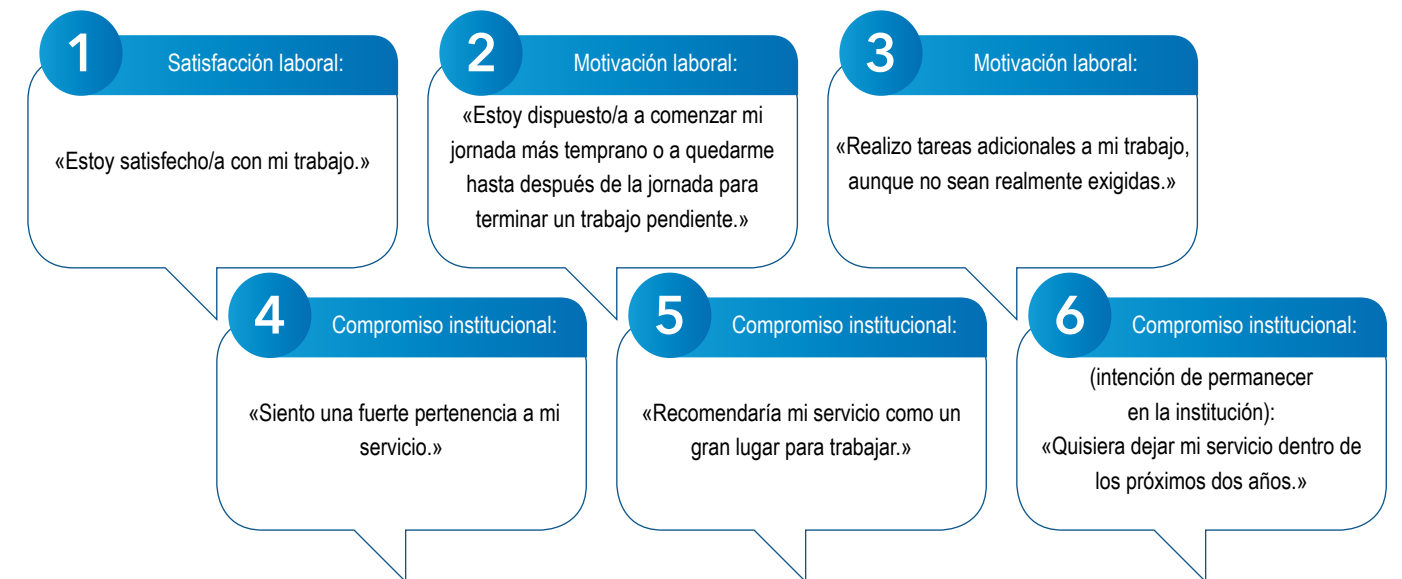 1
Satisfacción laboral:
«Estoy satisfecho/a con mi trabajo.»
2
Motivación laboral:
«Estoy dispuesto/a a comenzar mi
jornada más temprano o a quedarme
hasta después de la jornada para
terminar un trabajo pendiente.»
3
Motivación laboral:
«Realizo tareas adicionales a mi trabajo,
aunque no sean realmente exigidas.»
4
Compromiso institucional:
«Siento una fuerte pertenencia a mi
servicio.»
5
Compromiso institucional:
«Recomendaría mi servicio como un
gran lugar para trabajar.»
6
Compromiso institucional:
(intención de permanecer
en la institución):
«Quisiera dejar mi servicio dentro de
los próximos dos años.»